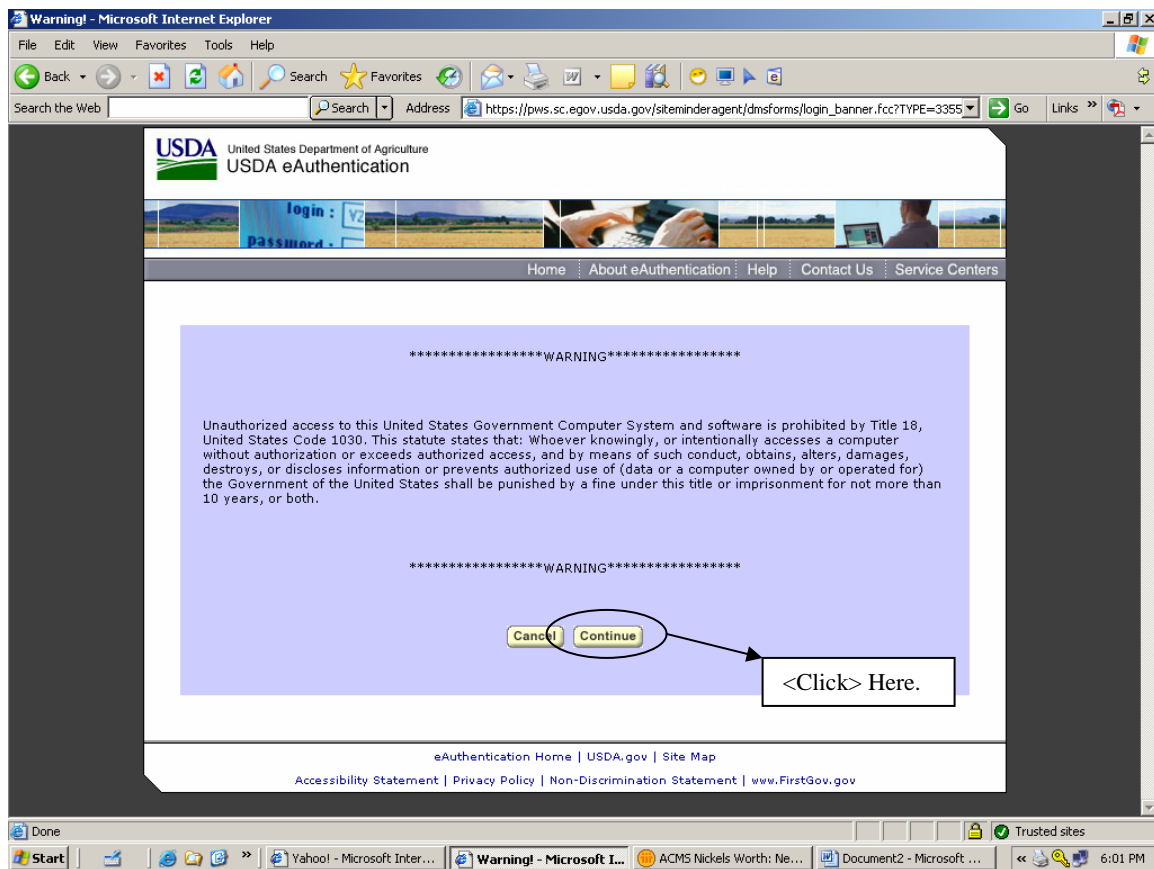 Warning! - Microsoft Internet Explorer
File Edit View Favorites Tools Help
Back Search Favorites
Search the Web Search Address https://pws.sc.egov.usda.gov/siteminderagent/dmsforms/login_banner.fcc?TYPE=3355 Go Links »
USDA United States Department of Agriculture
USDA eAuthentication
login : YZ
password :
Home About eAuthentication Help Contact Us Service Centers
*****************WARNING*****************
Unauthorized access to this United States Government Computer System and software is prohibited by Title 18,
United States Code 1030. This statute states that: Whoever knowingly, or intentionally accesses a computer
without authorization or exceeds authorized access, and by means of such conduct, obtains, alters, damages,
destroys, or discloses information or prevents authorized use of (data or a computer owned by or operated for)
the Government of the United States shall be punished by a fine under this title or imprisonment for not more than
10 years, or both.
*****************WARNING*****************
Cancel Continue
<Click> Here.
eAuthentication Home | USDA.gov | Site Map
Accessibility Statement | Privacy Policy | Non-Discrimination Statement | www.FirstGov.gov
Done Trusted sites
Start » Yahoo! - Microsoft Inter... Warning! - Microsoft I... ACMS Nickels Worth: Ne... Document2 - Microsoft ... « 6:01 PM